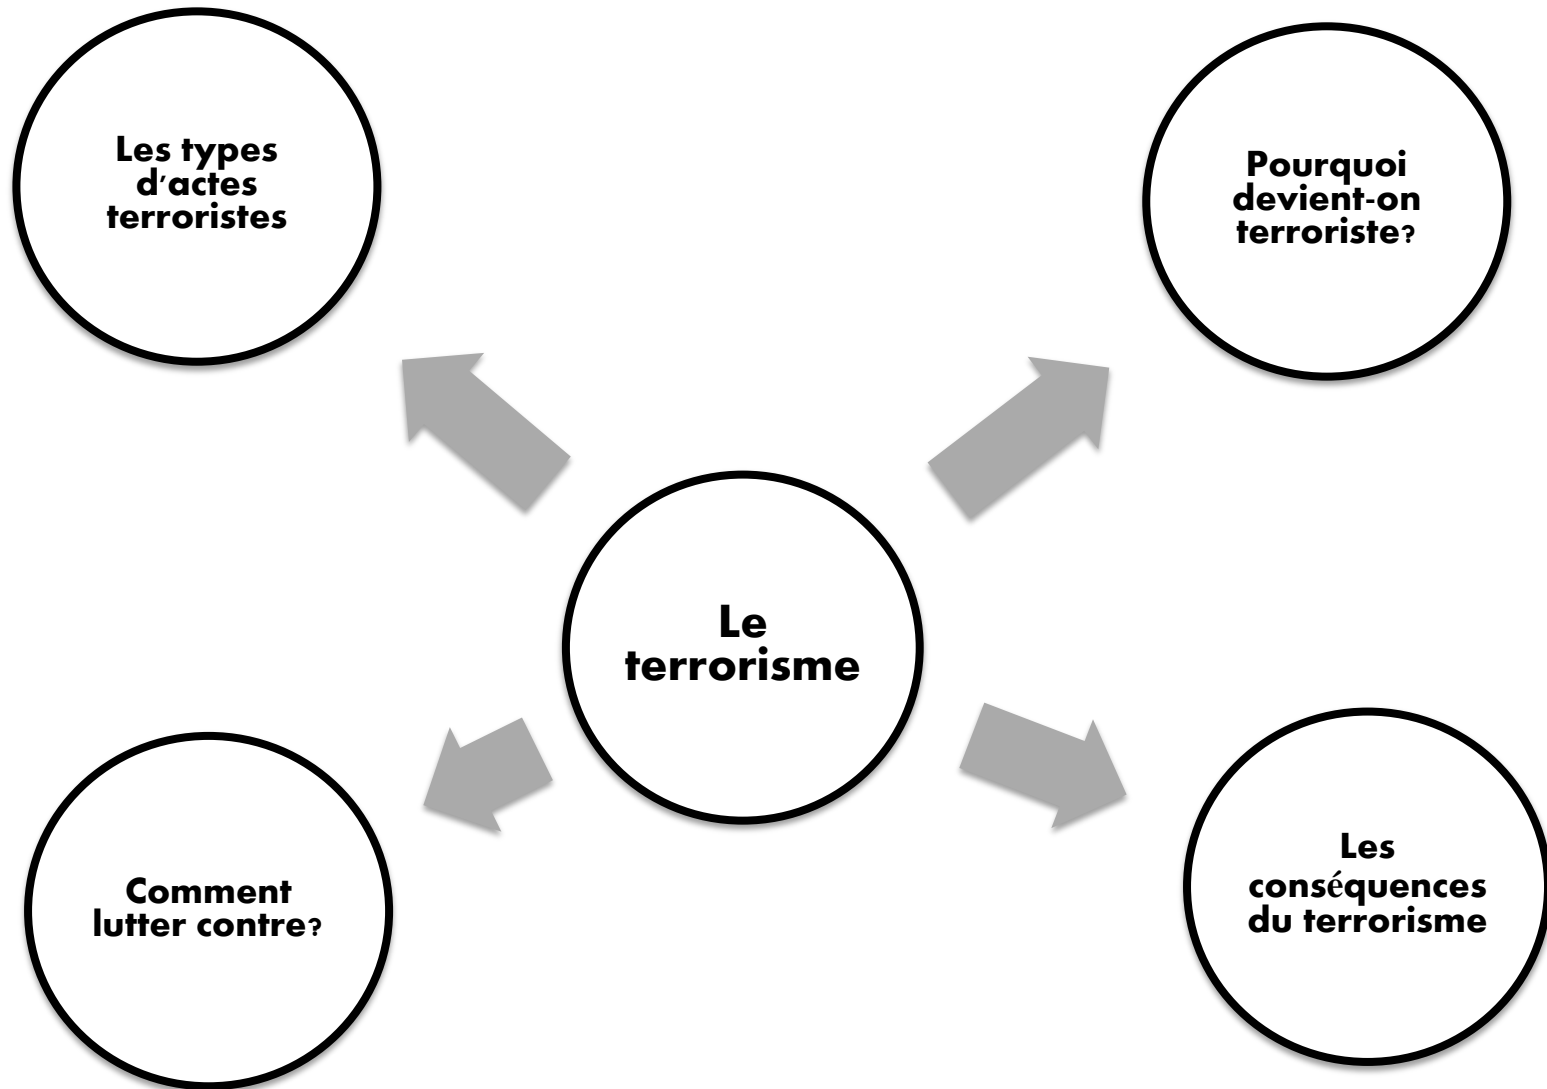 Les types
d'actes
terroristes
Pourquoi
devient-on
terroriste?
Le
terrorisme
Comment
lutter contre?
Les
conséquences
du terrorisme